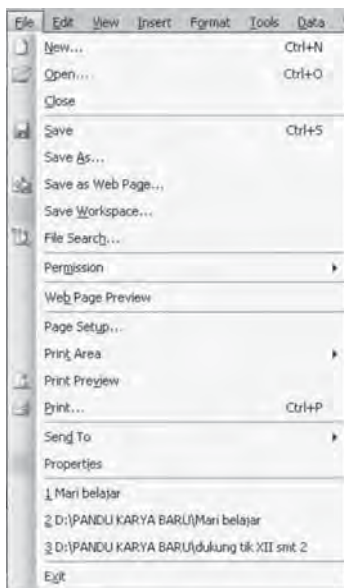 File Edit View Insert Format Tools Data
New... Ctrl+N
Open... Ctrl+O
Close
Save Ctrl+S
Save As...
Save as Web Page...
Save Workspace...
File Search...
Permission
Web Page Preview
Page Setup...
Print Area
Print Preview
Print... Ctrl+P
Send To
Properties
1 Mari belajar
2 D:\PANDU KARYA BARU\Mari belajar
3 D:\PANDU KARYA BARU\dukung tik XII smt 2
Exit